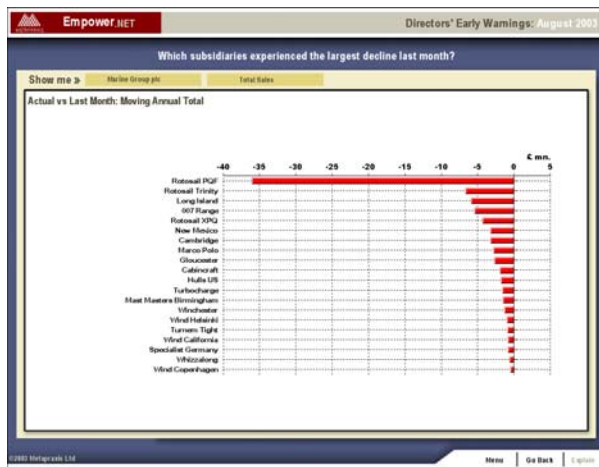 METAPRAXIS
Empower.NET
Directors' Early Warnings: August 2003
Which subsidiaries experienced the largest decline last month?
Show me »
Marine Group plc
Total Sales
Actual vs Last Month: Moving Annual Total
£ mn.
-40 -35 -30 -25 -20 -15 -10 -5 0 5
Rotosail PQF
Rotosail Trinity
Long Island
007 Range
Rotosail XPQ
New Mexico
Cambridge
Marco Polo
Gloucester
Cabincraft
Hulls US
Turbocharge
Mast Masters Birmingham
Winchester
Wind Helsinki
Turnem Tight
Wind California
Specialist Germany
Whizzalong
Wind Copenhagen
©2003 Metapraxis Ltd
Menu
Go Back
Explain